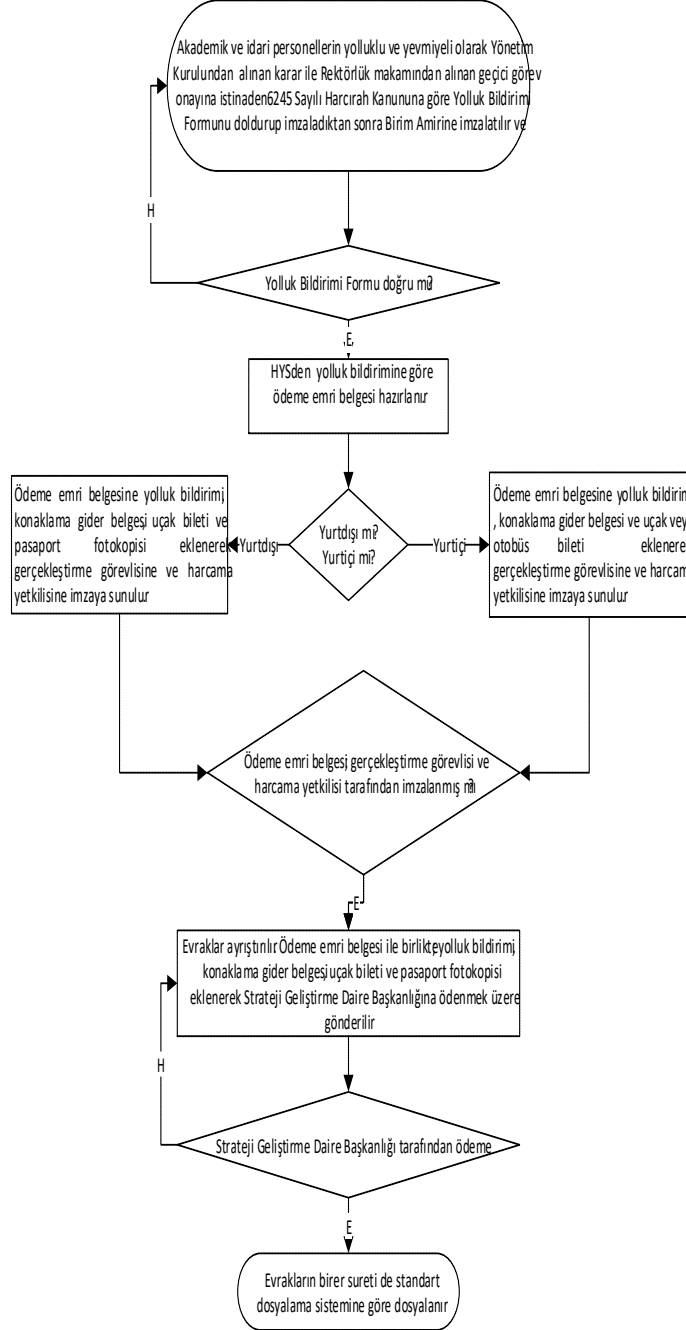 Akademik ve idari personellerin yolluklu ve yevmiyeli olarak Yönetim
Kurulundan alınan karar ile Rektörlük makamından alınan geçici görev
onayına istinaden6245 Sayılı Harcırah Kanununa göre Yolluk Bildirim
Formunu doldurup imzaladıktan sonra Birim Amirine imzalatılır ve
H
Yolluk Bildirimi Formu doğru mu?
E
HYSden yolluk bildirimine göre
ödeme emri belgesi hazırlanır
Ödeme emri belgesine yolluk bildirimi,
konaklama gider belgesi, uçak bileti ve
pasaport fotokopisi eklenerek
gerçekleştirme görevlisine ve harcama
yetkilisine imzaya sunulur
Yurtdışı
Yurtdışı mı?
Yurtiçi mi?
Yurtiçi
Ödeme emri belgesine yolluk bildirim
, konaklama gider belgesi ve uçak vey
otobüs bileti eklenere
gerçekleştirme görevlisine ve harcam
yetkilisine imzaya sunulur
Ödeme emri belgesi, gerçekleştirme görevlisi ve
harcama yetkilisi tarafından imzalanmış mı?
E
Evraklar ayrıştırılır Ödeme emri belgesi ile birlikte yolluk bildirimi,
konaklama gider belgesi, uçak bileti ve pasaport fotokopisi
eklenerek Strateji Geliştirme Daire Başkanlığına ödenmek üzere
gönderilir
H
Strateji Geliştirme Daire Başkanlığı tarafından ödeme
E
Evrakların birer sureti de standart
dosyalama sistemine göre dosyalanır